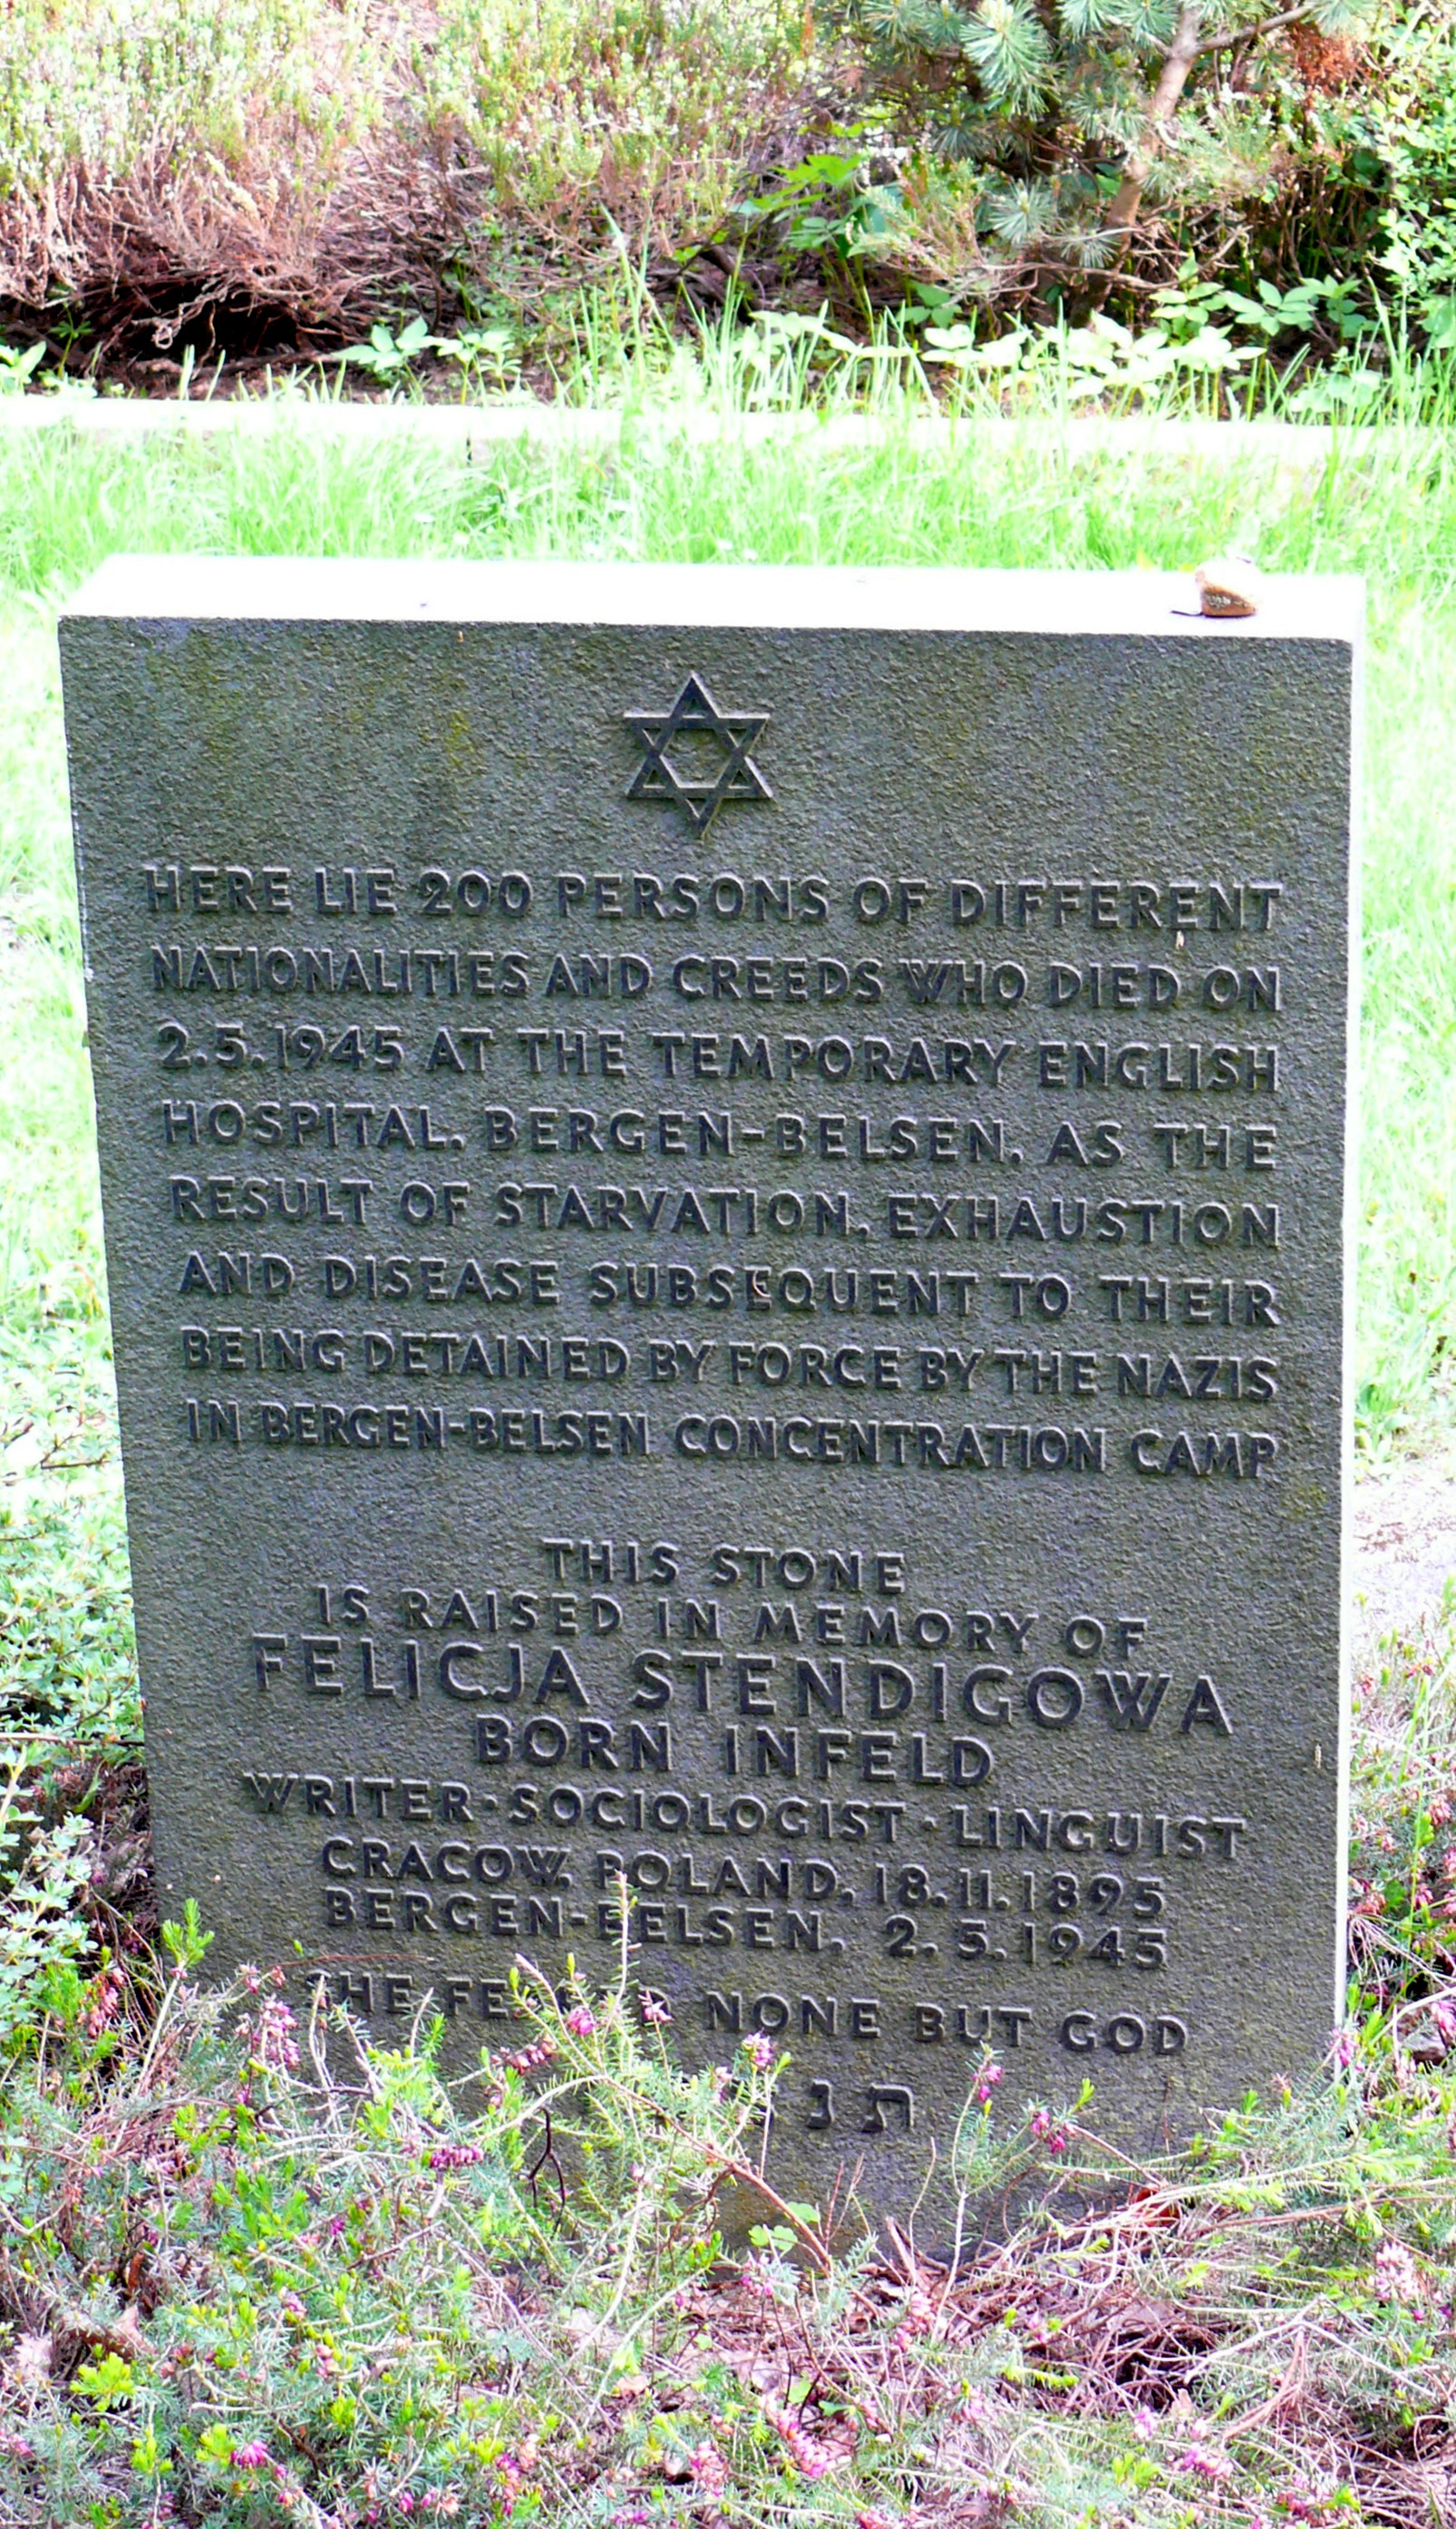 HERE LIE 200 PERSONS OF DIFFERENT
NATIONALITIES AND CREEDS WHO DIED ON
2.5.1945 AT THE TEMPORARY ENGLISH
HOSPITAL, BERGEN-BELSEN, AS THE
RESULT OF STARVATION, EXHAUSTION
AND DISEASE SUBSEQUENT TO THEIR
BEING DETAINED BY FORCE BY THE NAZIS
IN BERGEN-BELSEN CONCENTRATION CAMP
THIS STONE
IS RAISED IN MEMORY OF
FELICJA STENDIGOWA
BORN INFELD
WRITER·SOCIOLOGIST·LINGUIST
CRACOW, POLAND, 18.11.1895
BERGEN-BELSEN, 2.5.1945
SHE FEARED NONE BUT GOD